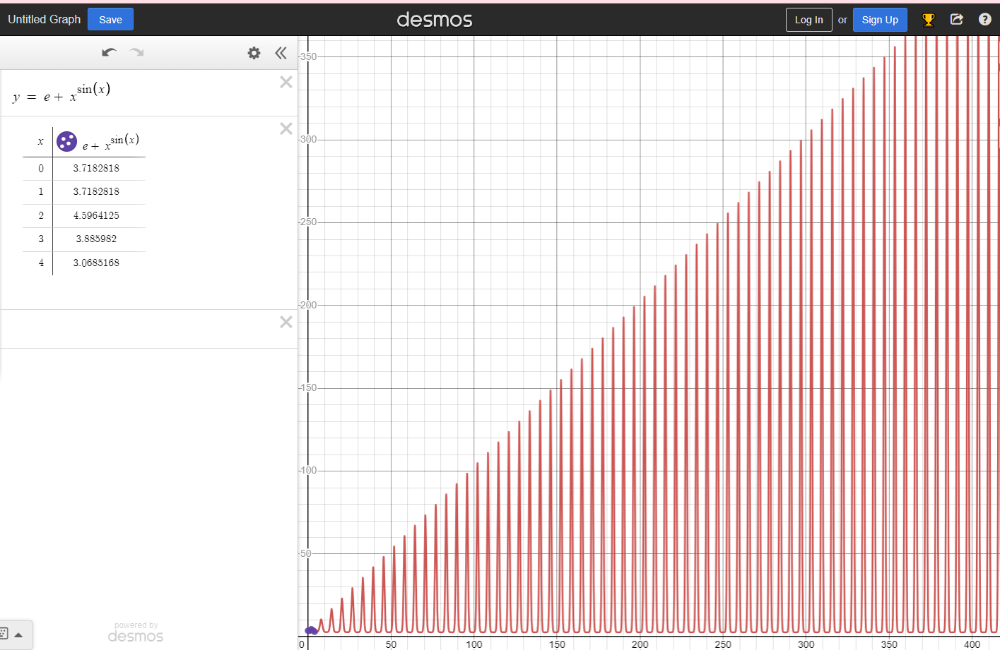 Untitled Graph Save desmos Log In or Sign Up
y = e + x^sin(x)
x e + x^sin(x)
0 3.7182818
1 3.7182818
2 4.5964125
3 3.885982
4 3.0685168
powered by
desmos
350
300
250
200
150
100
50
0 50 100 150 200 250 300 350 400